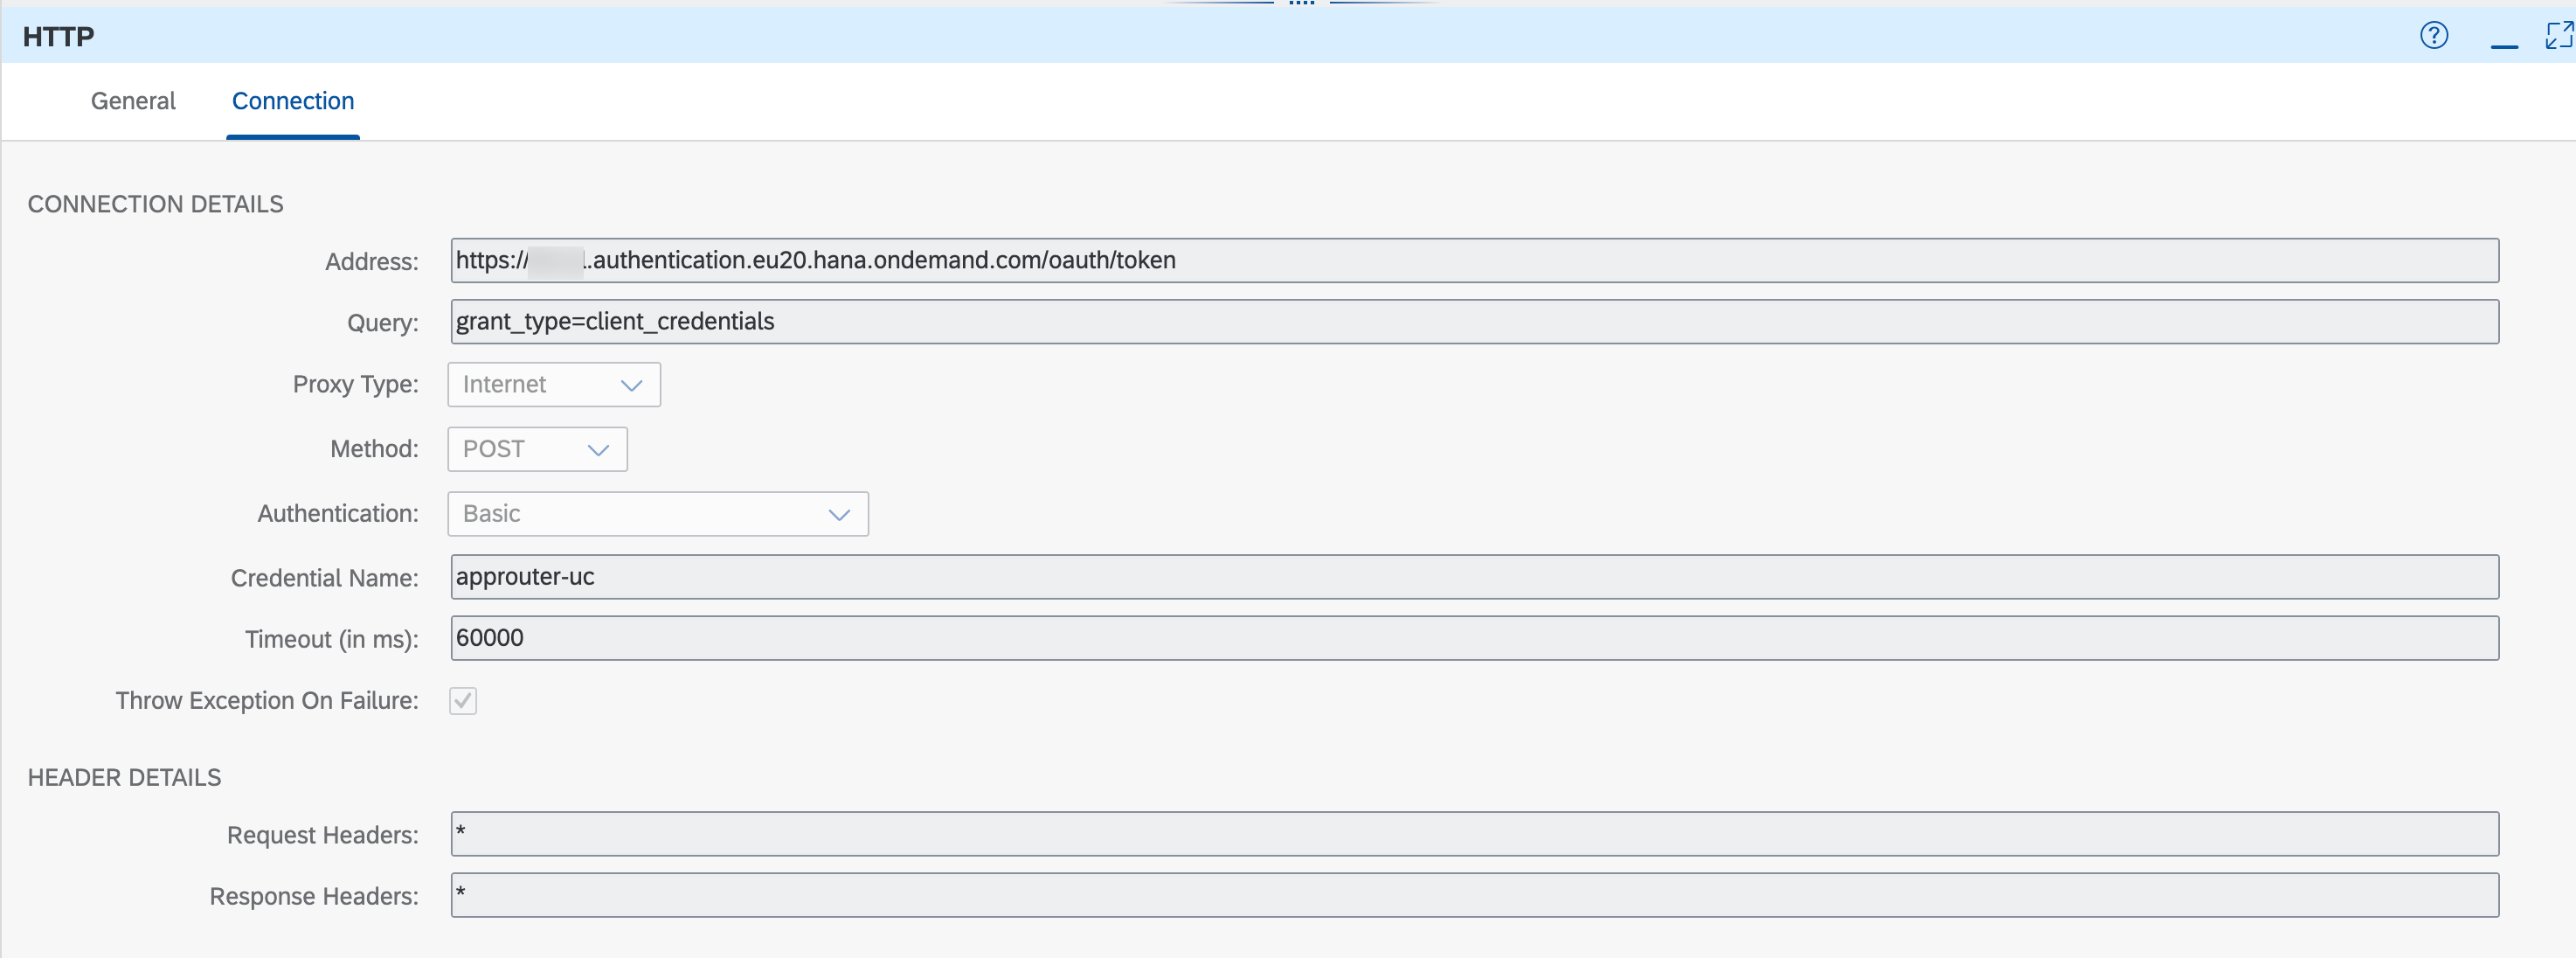 HTTP
General Connection
CONNECTION DETAILS
Address: https://.authentication.eu20.hana.ondemand.com/oauth/token
Query: grant_type=client_credentials
Proxy Type: Internet
Method: POST
Authentication: Basic
Credential Name: approuter-uc
Timeout (in ms): 60000
Throw Exception On Failure:
HEADER DETAILS
Request Headers: *
Response Headers: *